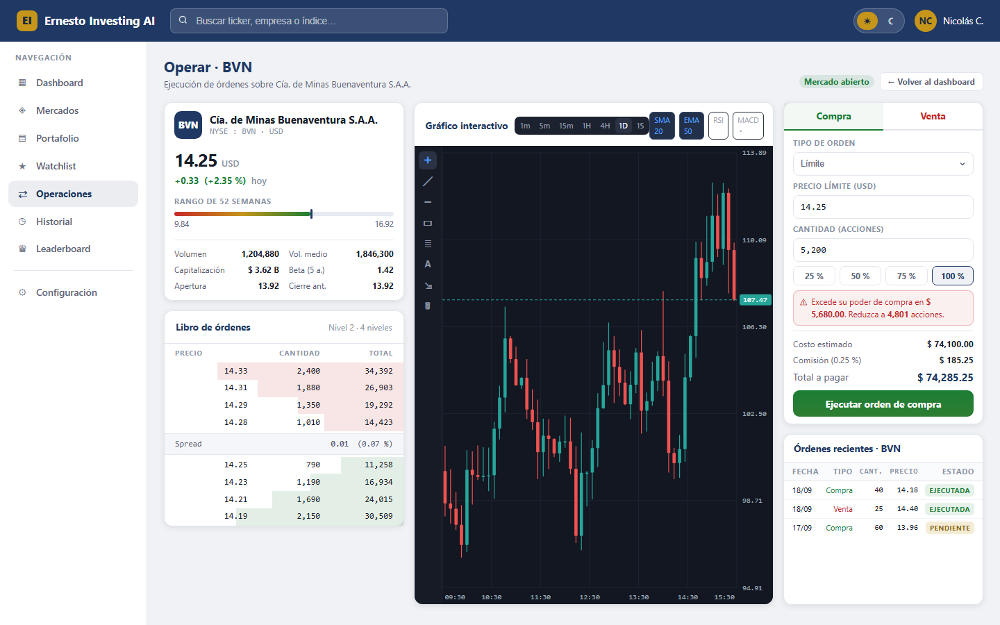 EI Ernesto Investing AI
Buscar ticker, empresa o índice...
NC Nicolás C.
NAVEGACIÓN
Dashboard
Mercados
Portafolio
Watchlist
Operaciones
Historial
Leaderboard
Configuración
Operar · BVN
Ejecución de órdenes sobre Cía. de Minas Buenaventura S.A.A.
Mercado abierto
← Volver al dashboard
BVN
Cía. de Minas Buenaventura S.A.A.
NYSE : BVN · USD
14.25 USD
+0.33 (+2.35 %) hoy
RANGO DE 52 SEMANAS
9.84 16.92
Volumen 1,204,880 Vol. medio 1,846,300
Capitalización $ 3.62 B Beta (5 a.) 1.42
Apertura 13.92 Cierre ant. 13.92
Libro de órdenes Nivel 2 · 4 niveles
PRECIO CANTIDAD TOTAL
14.33 2,400 34,392
14.31 1,880 26,903
14.29 1,350 19,292
14.28 1,010 14,423
Spread 0.01 (0.07 %)
14.25 790 11,258
14.23 1,190 16,934
14.21 1,690 24,015
14.19 2,150 30,509
Gráfico interactivo
1m 5m 15m 1H 4H 1D 1S
SMA
20
EMA
50
RSI
MACD
-
A
113.89
110.09
107.47
106.30
102.50
98.71
94.91
09:30 10:30 11:30 12:30 13:30 14:30 15:30
Compra Venta
TIPO DE ORDEN
Límite
PRECIO LÍMITE (USD)
14.25
CANTIDAD (ACCIONES)
5,200
25 % 50 % 75 % 100 %
⚠ Excede su poder de compra en $
5,680.00. Reduzca a 4,801 acciones.
Costo estimado $ 74,100.00
Comisión (0.25 %) $ 185.25
Total a pagar $ 74,285.25
Ejecutar orden de compra
Órdenes recientes · BVN
FECHA TIPO CANT. PRECIO ESTADO
18/09 Compra 40 14.18 EJECUTADA
18/09 Venta 25 14.40 EJECUTADA
17/09 Compra 60 13.96 PENDIENTE